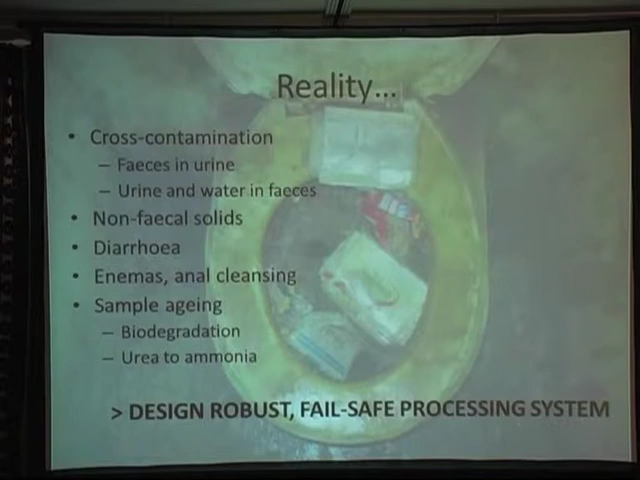 Reality...
• Cross-contamination
– Faeces in urine
– Urine and water in faeces
• Non-faecal solids
• Diarrhoea
• Enemas, anal cleansing
• Sample ageing
– Biodegradation
– Urea to ammonia
> DESIGN ROBUST, FAIL-SAFE PROCESSING SYSTEM